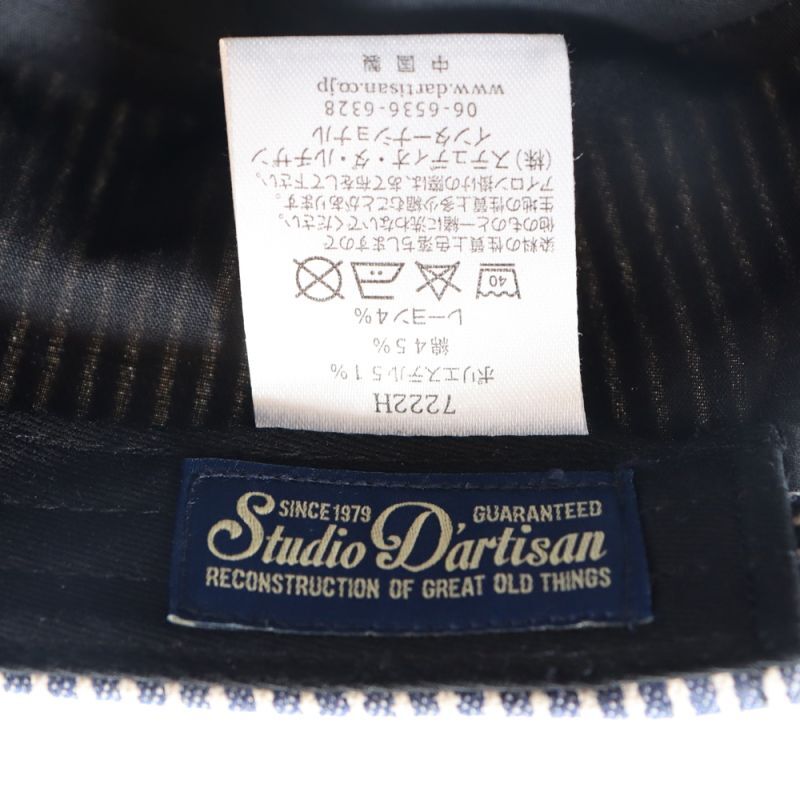 7222H
ポリエステル51%
綿45%
レーヨン4%
40
染料の性質上色落ちしますので
他のものと一緒に洗わないでください。
生地の性質上多少縮むことがあります。
アイロン掛けの際は、あて布をして下さい。
(株)ステュディオ・ダ・ルチザン
インターナショナル
06-6536-6328
www.dartisan.co.jp
中国製
SINCE1979 GUARANTEED
Studio D'artisan
RECONSTRUCTION OF GREAT OLD THINGS